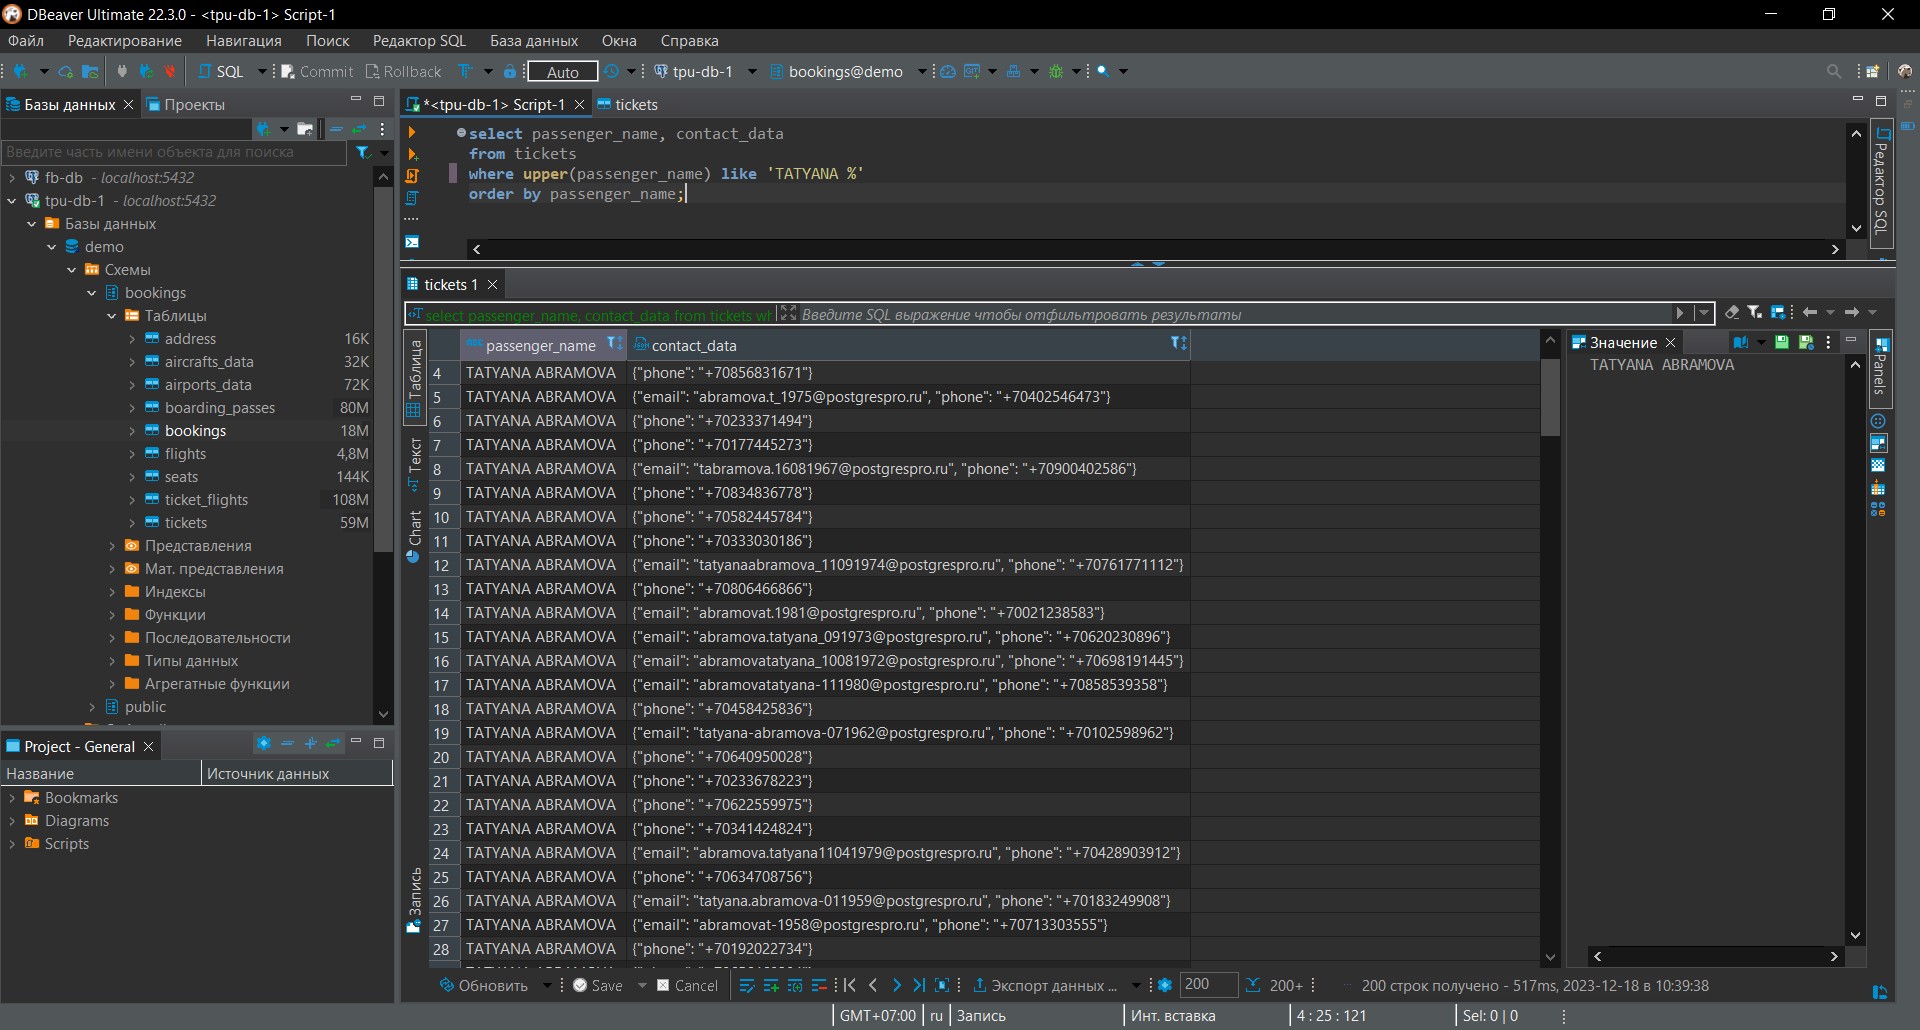 DBeaver Ultimate 22.3.0 - <tpu-db-1> Script-1
Файл Редактирование Навигация Поиск Редактор SQL База данных Окна Справка
SQL Commit Rollback Auto tpu-db-1 bookings@demo
Базы данных Проекты
Введите часть имени объекта для поиска
fb-db - localhost:5432
tpu-db-1 - localhost:5432
Базы данных
demo
Схемы
bookings
Таблицы
address 16K
aircrafts_data 32K
airports_data 72K
boarding_passes 80M
bookings 18M
flights 4,8M
seats 144K
ticket_flights 108M
tickets 59M
Представления
Мат. представления
Индексы
Функции
Последовательности
Типы данных
Агрегатные функции
public
Project - General
Название Источник данных
Bookmarks
Diagrams
Scripts
*<tpu-db-1> Script-1 tickets
select passenger_name, contact_data
from tickets
where upper(passenger_name) like 'TATYANA %'
order by passenger_name;
Редактор SQL
tickets 1
select passenger_name, contact_data from tickets wh Введите SQL выражение чтобы отфильтровать результаты
Таблица
Текст
Chart
Запись
passenger_name contact_data
4 TATYANA ABRAMOVA {"phone": "+70856831671"}
5 TATYANA ABRAMOVA {"email": "abramova.t_1975@postgrespro.ru", "phone": "+70402546473"}
6 TATYANA ABRAMOVA {"phone": "+70233371494"}
7 TATYANA ABRAMOVA {"phone": "+70177445273"}
8 TATYANA ABRAMOVA {"email": "tabramova.16081967@postgrespro.ru", "phone": "+70900402586"}
9 TATYANA ABRAMOVA {"phone": "+70834836778"}
10 TATYANA ABRAMOVA {"phone": "+70582445784"}
11 TATYANA ABRAMOVA {"phone": "+70333030186"}
12 TATYANA ABRAMOVA {"email": "tatyanaabramova_11091974@postgrespro.ru", "phone": "+70761771112"}
13 TATYANA ABRAMOVA {"phone": "+70806466866"}
14 TATYANA ABRAMOVA {"email": "abramovat.1981@postgrespro.ru", "phone": "+70021238583"}
15 TATYANA ABRAMOVA {"email": "abramova.tatyana_091973@postgrespro.ru", "phone": "+70620230896"}
16 TATYANA ABRAMOVA {"email": "abramovatatyana_10081972@postgrespro.ru", "phone": "+70698191445"}
17 TATYANA ABRAMOVA {"email": "abramovatatyana-111980@postgrespro.ru", "phone": "+70858539358"}
18 TATYANA ABRAMOVA {"phone": "+70458425836"}
19 TATYANA ABRAMOVA {"email": "tatyana-abramova-071962@postgrespro.ru", "phone": "+70102598962"}
20 TATYANA ABRAMOVA {"phone": "+70640950028"}
21 TATYANA ABRAMOVA {"phone": "+70233678223"}
22 TATYANA ABRAMOVA {"phone": "+70622559975"}
23 TATYANA ABRAMOVA {"phone": "+70341424824"}
24 TATYANA ABRAMOVA {"email": "abramova.tatyana11041979@postgrespro.ru", "phone": "+70428903912"}
25 TATYANA ABRAMOVA {"phone": "+70634708756"}
26 TATYANA ABRAMOVA {"email": "tatyana.abramova-011959@postgrespro.ru", "phone": "+70183249908"}
27 TATYANA ABRAMOVA {"email": "abramovat-1958@postgrespro.ru", "phone": "+70713303555"}
28 TATYANA ABRAMOVA {"phone": "+70192022734"}
Значение
TATYANA ABRAMOVA
Panels
Обновить Save Cancel Экспорт данных ... 200 200+ 200 строк получено - 517ms, 2023-12-18 в 10:39:38
GMT+07:00 ru Запись Инт. вставка 4 : 25 : 121 Sel: 0 | 0